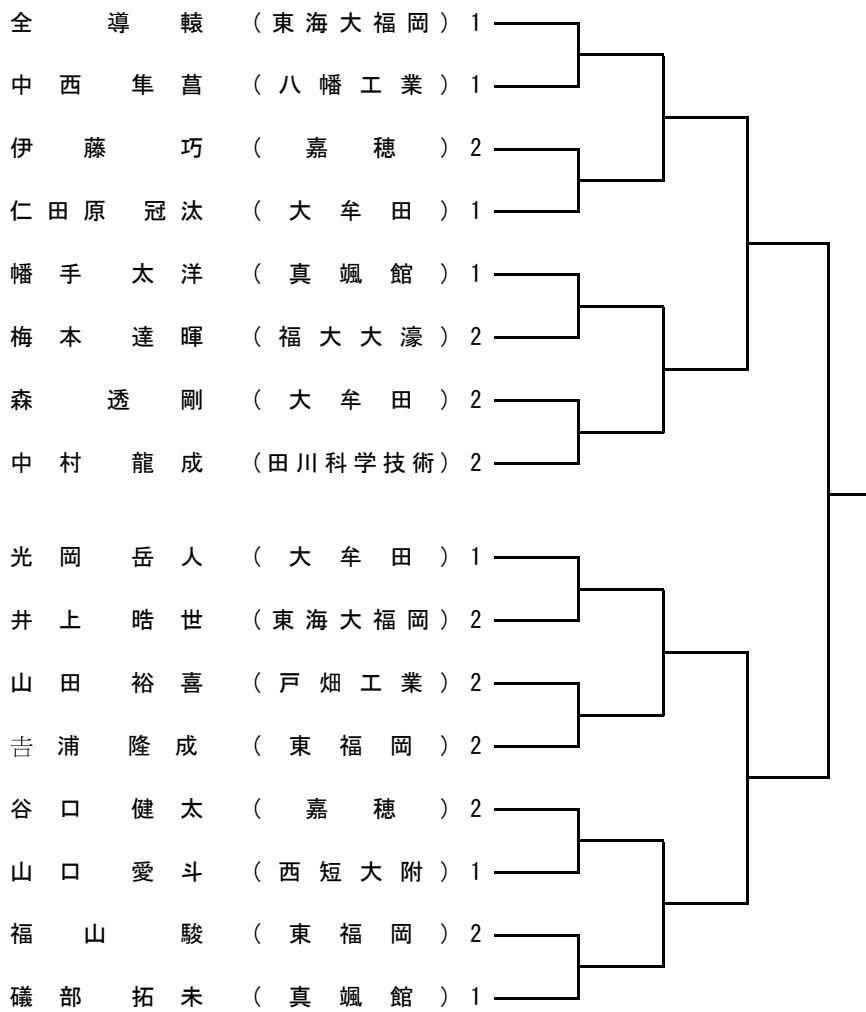 全導轅（東海大福岡）1
中西隼菖（八幡工業）1
伊藤巧（嘉穂）2
仁田原冠汰（大牟田）1
幡手太洋（真颯館）1
梅本達暉（福大大濠）2
森透剛（大牟田）2
中村龍成（田川科学技術）2
光岡岳人（大牟田）1
井上晧世（東海大福岡）2
山田裕喜（戸畑工業）2
𠮷浦隆成（東福岡）2
谷口健太（嘉穂）2
山口愛斗（西短大附）1
福山駿（東福岡）2
礒部拓未（真颯館）1